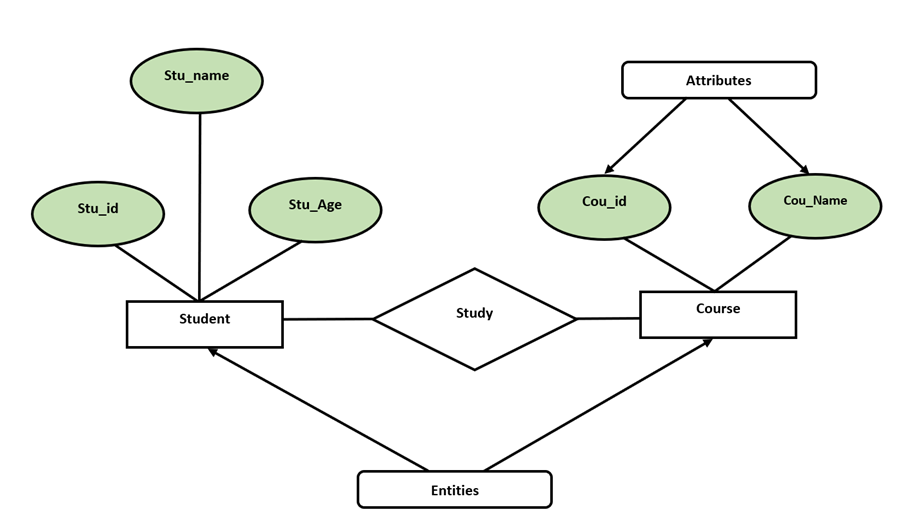 Stu_name
Attributes
Stu_id
Stu_Age
Cou_id
Cou_Name
Student
Study
Course
Entities